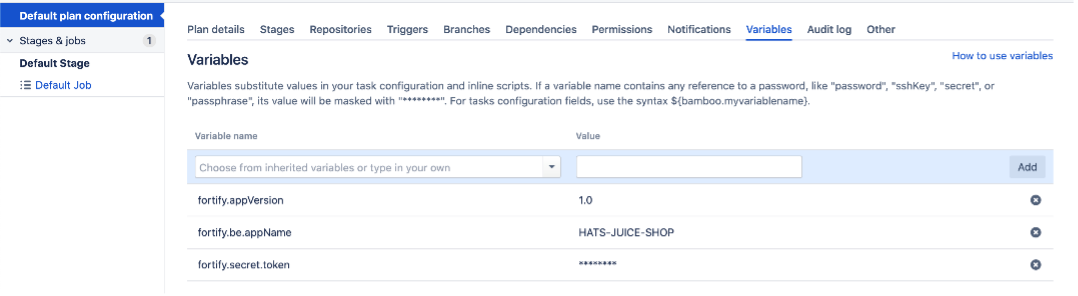 Default plan configuration
Stages & jobs 1
Default Stage
Default Job
Plan details Stages Repositories Triggers Branches Dependencies Permissions Notifications Variables Audit log Other
Variables
How to use variables
Variables substitute values in your task configuration and inline scripts. If a variable name contains any reference to a password, like "password", "sshKey", "secret", or
"passphrase", its value will be masked with "********". For tasks configuration fields, use the syntax ${bamboo.myvariablename}.
Variable name Value
Choose from inherited variables or type in your own Add
fortify.appVersion 1.0
fortify.be.appName HATS-JUICE-SHOP
fortify.secret.token ********